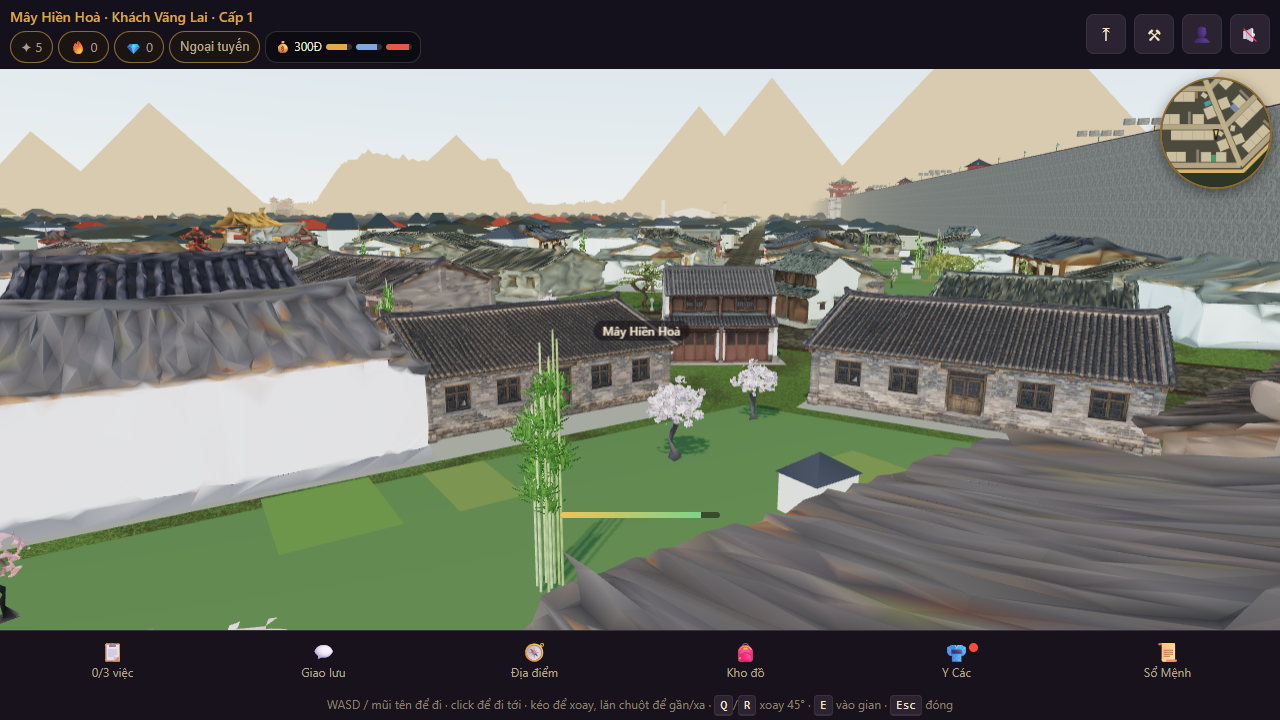 Mây Hiền Hoà · Khách Vãng Lai · Cấp 1
5
0
0
Ngoại tuyến
300Đ
Mây Hiền Hoà
0/3 việc
Giao lưu
Địa điểm
Kho đồ
Y Các
Sổ Mệnh
WASD / mũi tên để đi · click để đi tới · kéo để xoay, lăn chuột để gần/xa · Q / R xoay 45° · E vào gian · Esc đóng